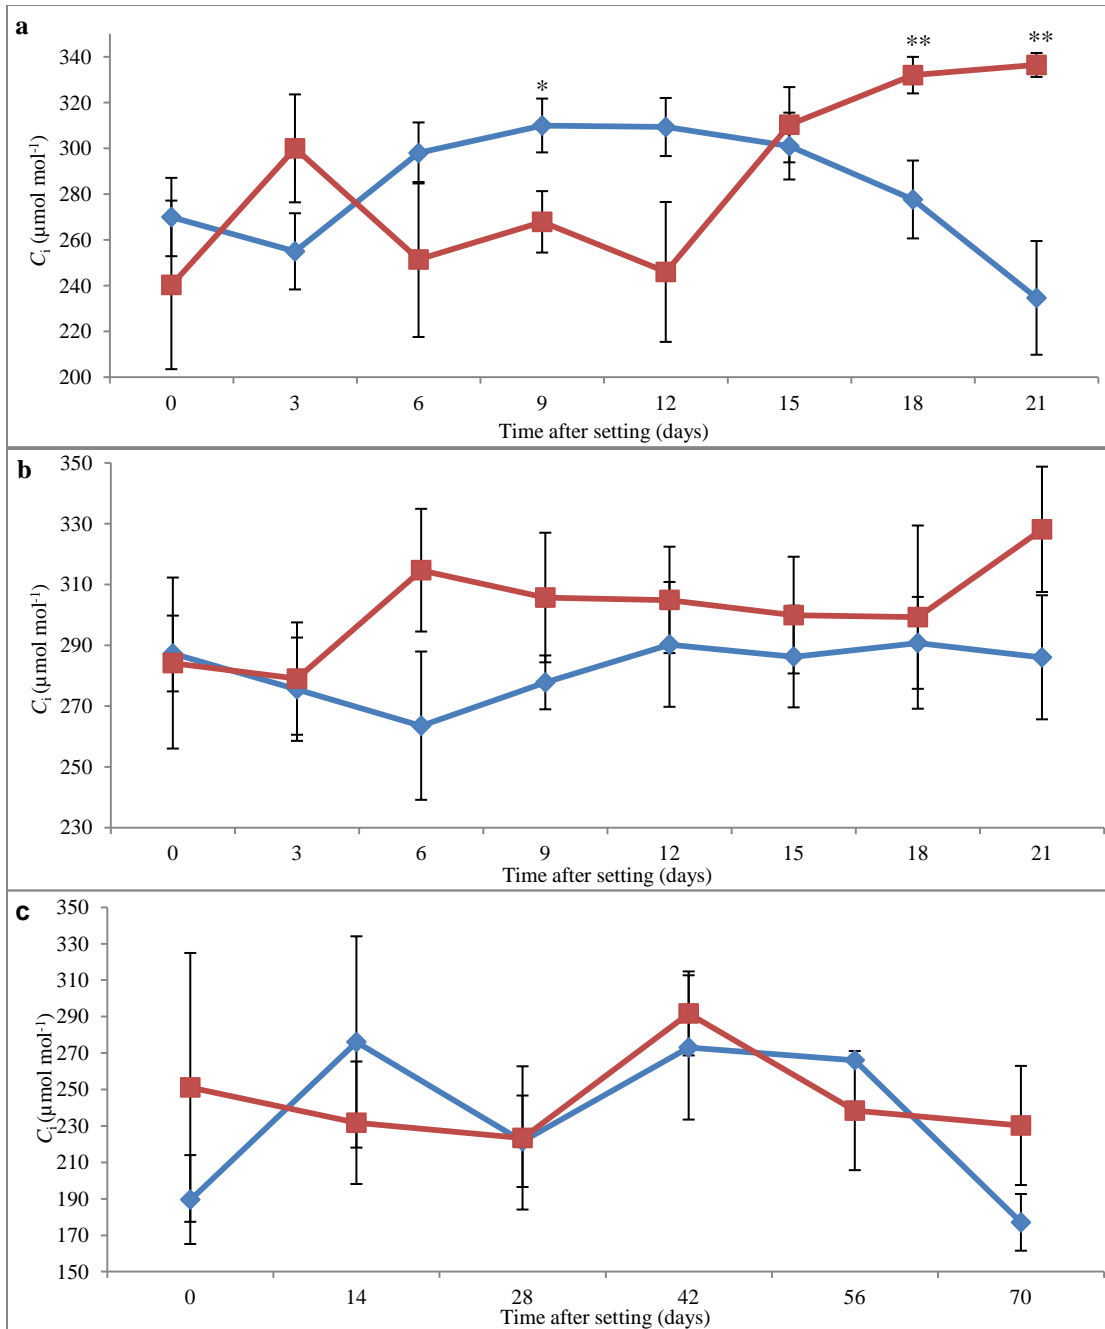 a
*
**
**
340
320
300
280
260
240
220
200
Ci (µmol mol-1)
0 3 6 9 12 15 18 21
Time after setting (days)
b
350
330
310
290
270
250
230
Ci (µmol mol-1)
0 3 6 9 12 15 18 21
Time after setting (days)
c
350
330
310
290
270
250
230
210
190
170
150
Ci (µmol mol-1)
0 14 28 42 56 70
Time after setting (days)